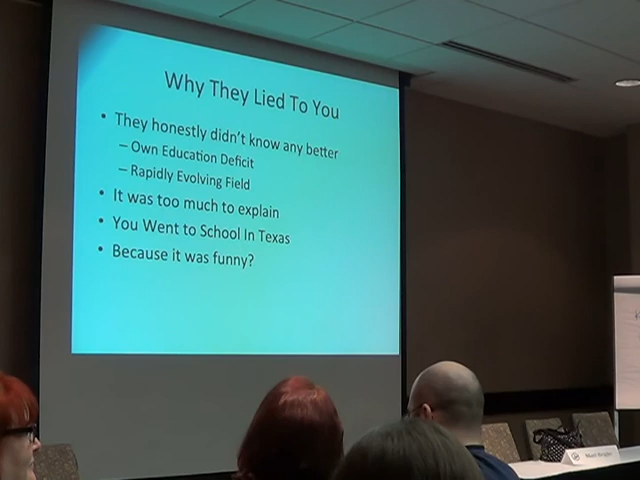 Why They Lied To You
• They honestly didn't know any better
– Own Education Deficit
– Rapidly Evolving Field
• It was too much to explain
• You Went to School In Texas
• Because it was funny?